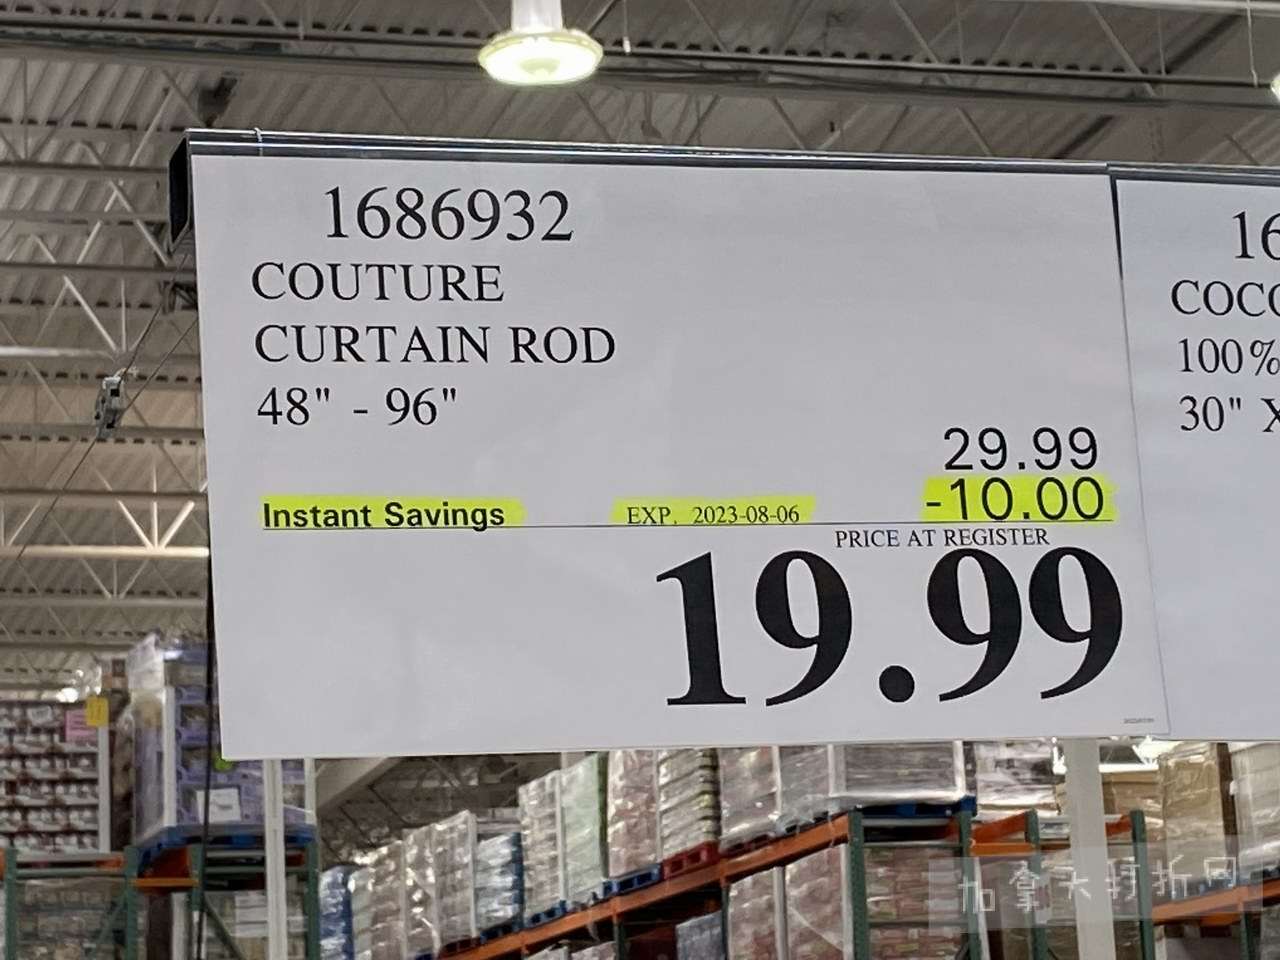 1686932
COUTURE
CURTAIN ROD
48" - 96"
29.99
Instant Savings EXP. 2023-08-06 -10.00
PRICE AT REGISTER
19.99
16
COCO
100%
30" X
加拿大打折网